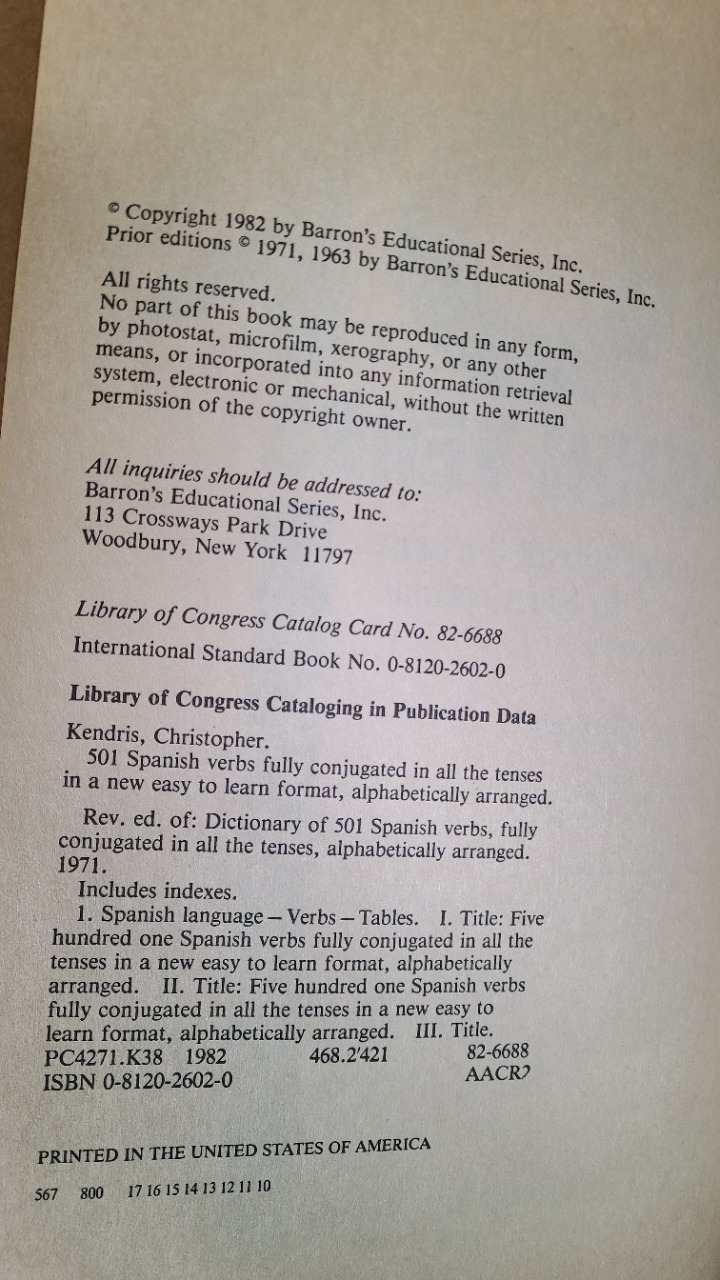 © Copyright 1982 by Barron's Educational Series, Inc.
Prior editions © 1971, 1963 by Barron's Educational Series, Inc.
All rights reserved.
No part of this book may be reproduced in any form,
by photostat, microfilm, xerography, or any other
means, or incorporated into any information retrieval
system, electronic or mechanical, without the written
permission of the copyright owner.
All inquiries should be addressed to:
Barron's Educational Series, Inc.
113 Crossways Park Drive
Woodbury, New York 11797
Library of Congress Catalog Card No. 82-6688
International Standard Book No. 0-8120-2602-0
Library of Congress Cataloging in Publication Data
Kendris, Christopher.
501 Spanish verbs fully conjugated in all the tenses
in a new easy to learn format, alphabetically arranged.
Rev. ed. of: Dictionary of 501 Spanish verbs, fully
conjugated in all the tenses, alphabetically arranged.
1971.
Includes indexes.
1. Spanish language – Verbs – Tables. I. Title: Five
hundred one Spanish verbs fully conjugated in all the
tenses in a new easy to learn format, alphabetically
arranged. II. Title: Five hundred one Spanish verbs
fully conjugated in all the tenses in a new easy to
learn format, alphabetically arranged. III. Title.
PC4271.K38 1982 468.2'421 82-6688
ISBN 0-8120-2602-0 AACR2
PRINTED IN THE UNITED STATES OF AMERICA
567 800 17 16 15 14 13 12 11 10